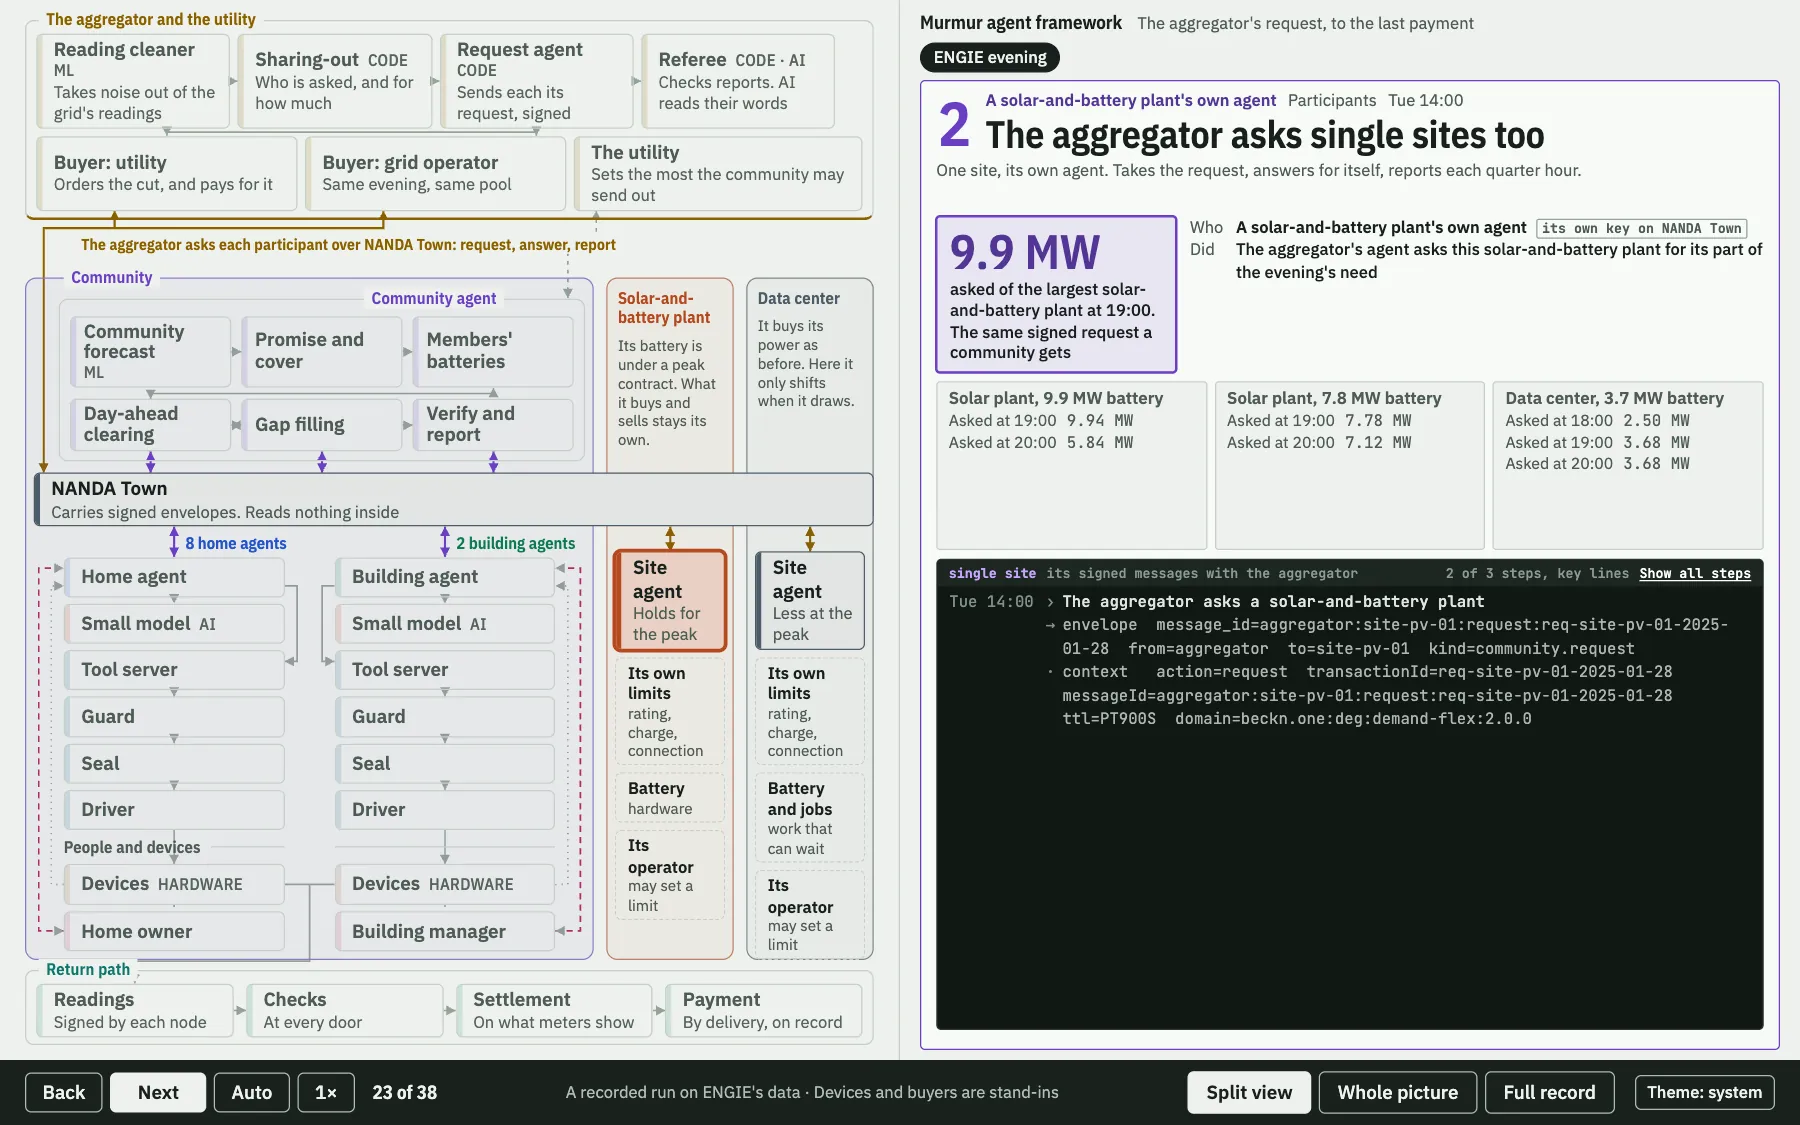 The aggregator and the utility
Reading cleaner
ML
Takes noise out of the
grid's readings
Sharing-out CODE
Who is asked, and for
how much
Request agent
CODE
Sends each its
request, signed
Referee CODE · AI
Checks reports. AI
reads their words
Buyer: utility
Orders the cut, and pays for it
Buyer: grid operator
Same evening, same pool
The utility
Sets the most the community may
send out
The aggregator asks each participant over NANDA Town: request, answer, report
Community
Community agent
Community
forecast
ML
Promise and
cover
Members'
batteries
Day-ahead
clearing
Gap filling
Verify and
report
Solar-and-
battery plant
Its battery is
under a peak
contract. What
it buys and
sells stays its
own.
Data center
It buys its
power as
before. Here it
only shifts
when it draws.
NANDA Town
Carries signed envelopes. Reads nothing inside
8 home agents
2 building agents
Home agent
Small model AI
Tool server
Guard
Seal
Driver
People and devices
Devices HARDWARE
Home owner
Building agent
Small model AI
Tool server
Guard
Seal
Driver
Devices HARDWARE
Building manager
Site
agent
Holds for
the peak
Its own
limits
rating,
charge,
connection
Battery
hardware
Its
operator
may set a
limit
Site
agent
Less at the
peak
Its own
limits
rating,
charge,
connection
Battery
and jobs
work that
can wait
Its
operator
may set a
limit
Return path
Readings
Signed by each node
Checks
At every door
Settlement
On what meters show
Payment
By delivery, on record
Murmur agent framework The aggregator's request, to the last payment
ENGIE evening
2
A solar-and-battery plant's own agent Participants Tue 14:00
The aggregator asks single sites too
One site, its own agent. Takes the request, answers for itself, reports each quarter hour.
9.9 MW
asked of the largest solar-
and-battery plant at 19:00.
The same signed request a
community gets
Who A solar-and-battery plant's own agent its own key on NANDA Town
Did The aggregator's agent asks this solar-and-battery plant for its part of
the evening's need
Solar plant, 9.9 MW battery
Asked at 19:00 9.94 MW
Asked at 20:00 5.84 MW
Solar plant, 7.8 MW battery
Asked at 19:00 7.78 MW
Asked at 20:00 7.12 MW
Data center, 3.7 MW battery
Asked at 18:00 2.50 MW
Asked at 19:00 3.68 MW
Asked at 20:00 3.68 MW
single site its signed messages with the aggregator 2 of 3 steps, key lines Show all steps
Tue 14:00 › The aggregator asks a solar-and-battery plant
→ envelope message_id=aggregator:site-pv-01:request:req-site-pv-01-2025-
01-28 from=aggregator to=site-pv-01 kind=community.request
· context action=request transactionId=req-site-pv-01-2025-01-28
messageId=aggregator:site-pv-01:request:req-site-pv-01-2025-01-28
ttl=PT900S domain=beckn.one:deg:demand-flex:2.0.0
Back Next Auto 1× 23 of 38 A recorded run on ENGIE's data · Devices and buyers are stand-ins Split view Whole picture Full record Theme: system